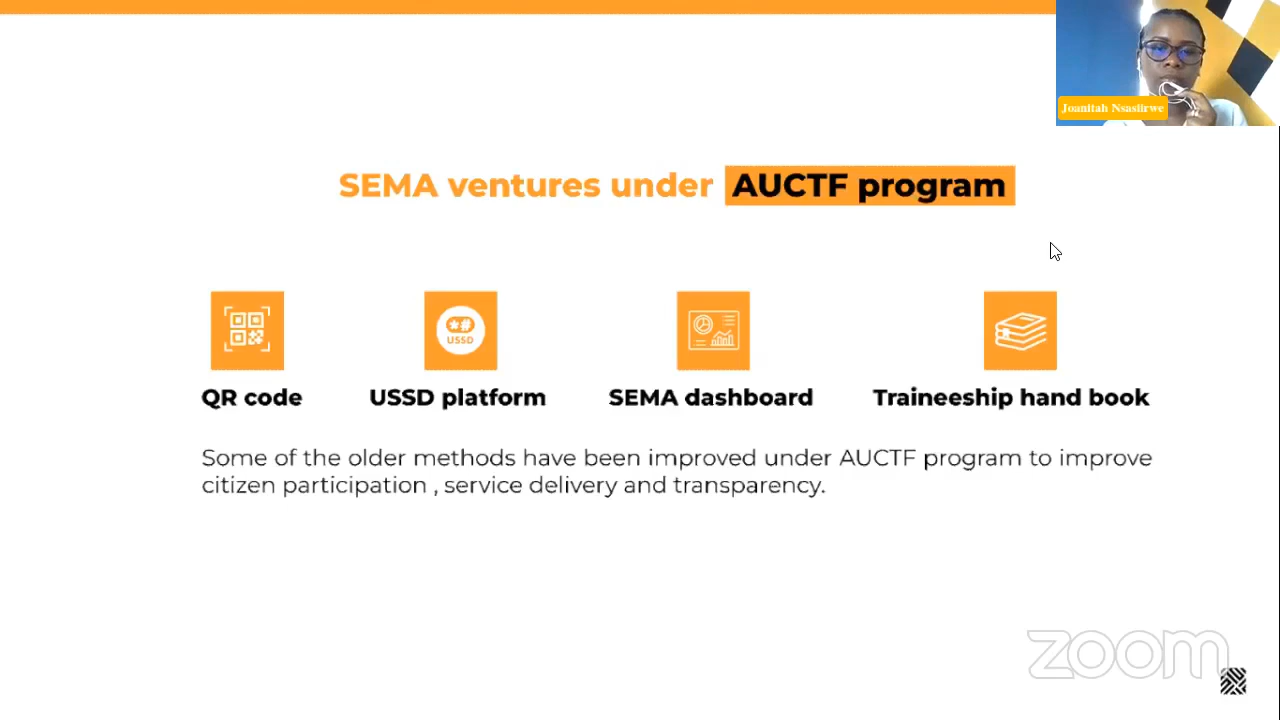 Joanitah Nsasiirwe
SEMA ventures under AUCTF program
*#
USSD
QR code
USSD platform
SEMA dashboard
Traineeship hand book
Some of the older methods have been improved under AUCTF program to improve
citizen participation , service delivery and transparency.
zoom